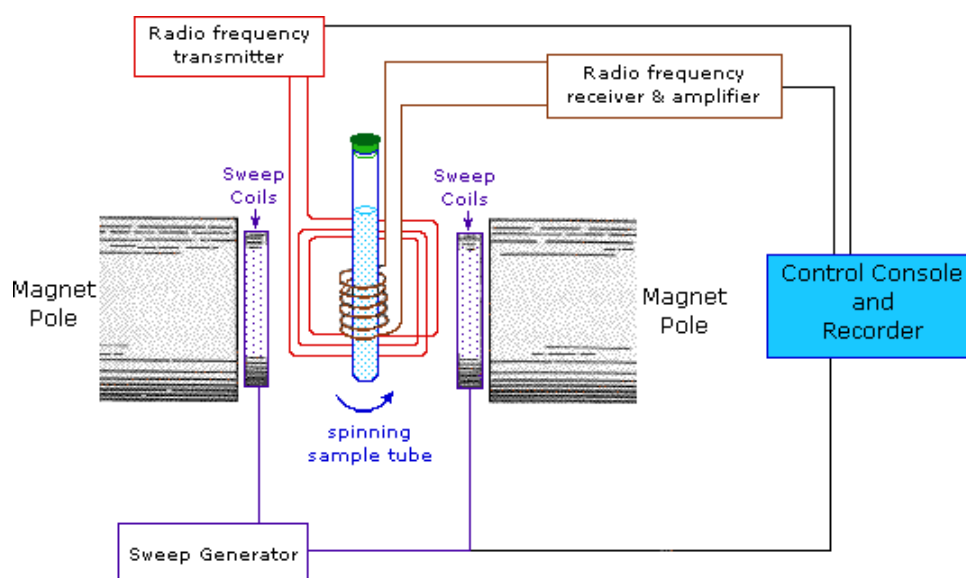 Radio frequency
transmitter
Radio frequency
receiver & amplifier
Sweep
Coils
Sweep
Coils
Magnet
Pole
Magnet
Pole
Control Console
and
Recorder
spinning
sample tube
Sweep Generator